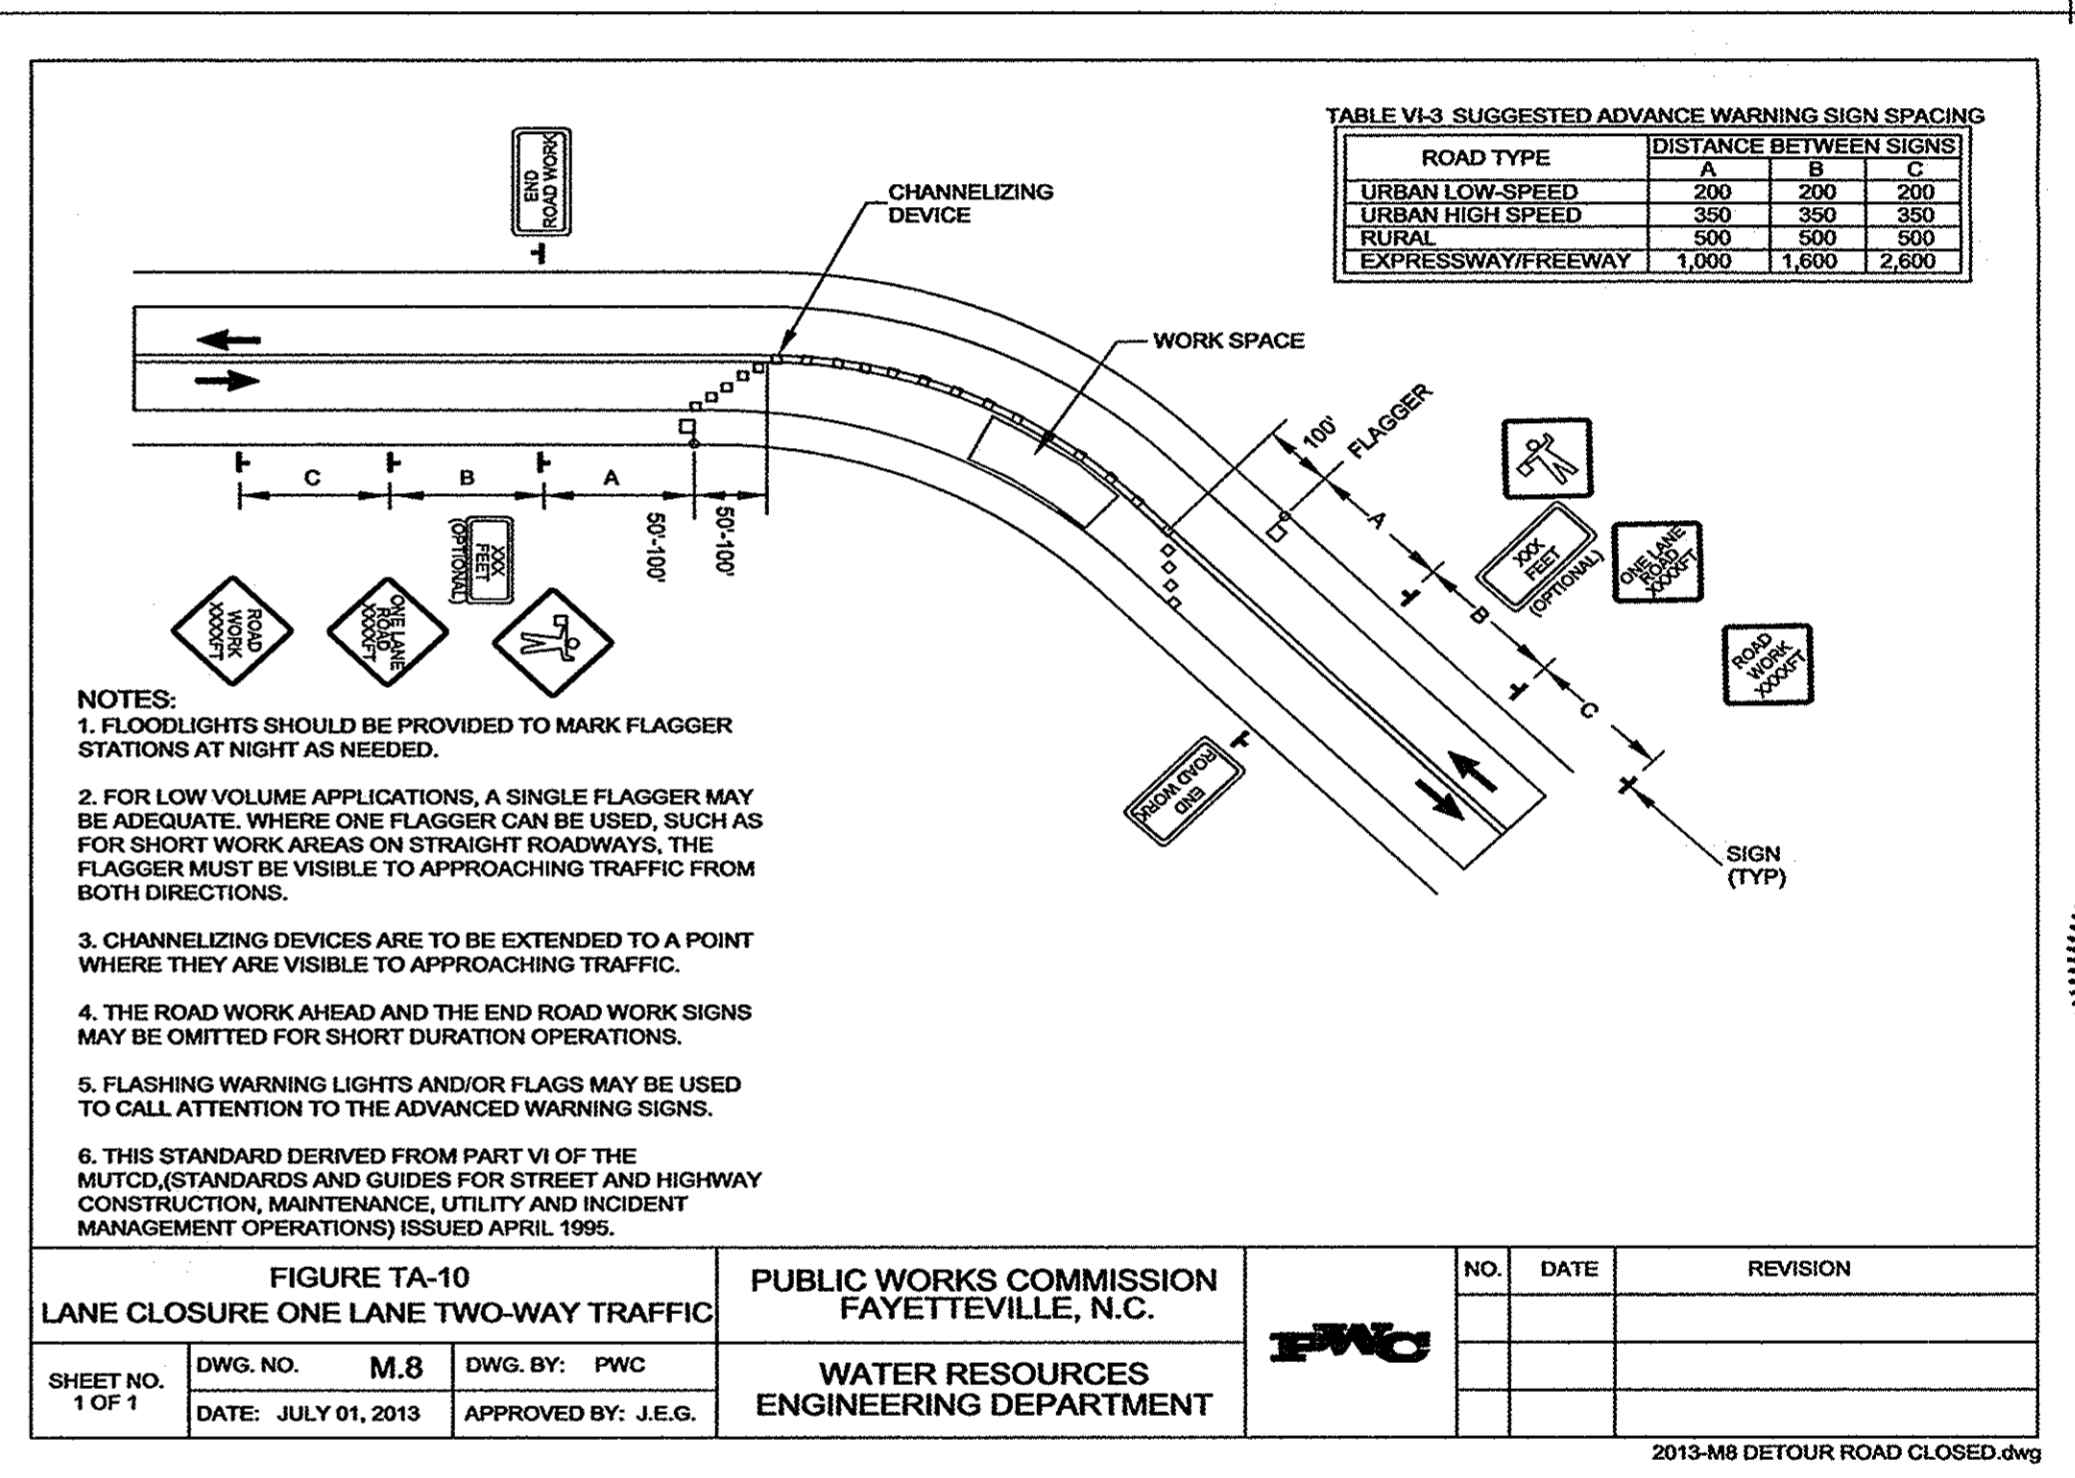 TABLE VI-3 SUGGESTED ADVANCE WARNING SIGN SPACING
ROAD TYPE
DISTANCE BETWEEN SIGNS
A B C
URBAN LOW-SPEED 200 200 200
URBAN HIGH SPEED 350 350 350
RURAL 500 500 500
EXPRESSWAY/FREEWAY 1,000 1,600 2,600
END
ROAD WORK
CHANNELIZING
DEVICE
WORK SPACE
100'
FLAGGER
A
B
C
XXX
FEET
(OPTIONAL)
ONE LANE
ROAD
XXXXFT
ROAD
WORK
XXXXFT
SIGN
(TYP)
END
ROAD WORK
C
B
A
50'-100'
50'-100'
XXX
FEET
(OPTIONAL)
ROAD
WORK
XXXXFT
ONE LANE
ROAD
XXXXFT
NOTES:
1. FLOODLIGHTS SHOULD BE PROVIDED TO MARK FLAGGER
STATIONS AT NIGHT AS NEEDED.
2. FOR LOW VOLUME APPLICATIONS, A SINGLE FLAGGER MAY
BE ADEQUATE. WHERE ONE FLAGGER CAN BE USED, SUCH AS
FOR SHORT WORK AREAS ON STRAIGHT ROADWAYS, THE
FLAGGER MUST BE VISIBLE TO APPROACHING TRAFFIC FROM
BOTH DIRECTIONS.
3. CHANNELIZING DEVICES ARE TO BE EXTENDED TO A POINT
WHERE THEY ARE VISIBLE TO APPROACHING TRAFFIC.
4. THE ROAD WORK AHEAD AND THE END ROAD WORK SIGNS
MAY BE OMITTED FOR SHORT DURATION OPERATIONS.
5. FLASHING WARNING LIGHTS AND/OR FLAGS MAY BE USED
TO CALL ATTENTION TO THE ADVANCED WARNING SIGNS.
6. THIS STANDARD DERIVED FROM PART VI OF THE
MUTCD,(STANDARDS AND GUIDES FOR STREET AND HIGHWAY
CONSTRUCTION, MAINTENANCE, UTILITY AND INCIDENT
MANAGEMENT OPERATIONS) ISSUED APRIL 1995.
FIGURE TA-10
LANE CLOSURE ONE LANE TWO-WAY TRAFFIC
SHEET NO.
1 OF 1
DWG. NO. M.8
DATE: JULY 01, 2013
DWG. BY: PWC
APPROVED BY: J.E.G.
PUBLIC WORKS COMMISSION
FAYETTEVILLE, N.C.
WATER RESOURCES
ENGINEERING DEPARTMENT
PWC
NO. DATE REVISION
2013-M8 DETOUR ROAD CLOSED.dwg